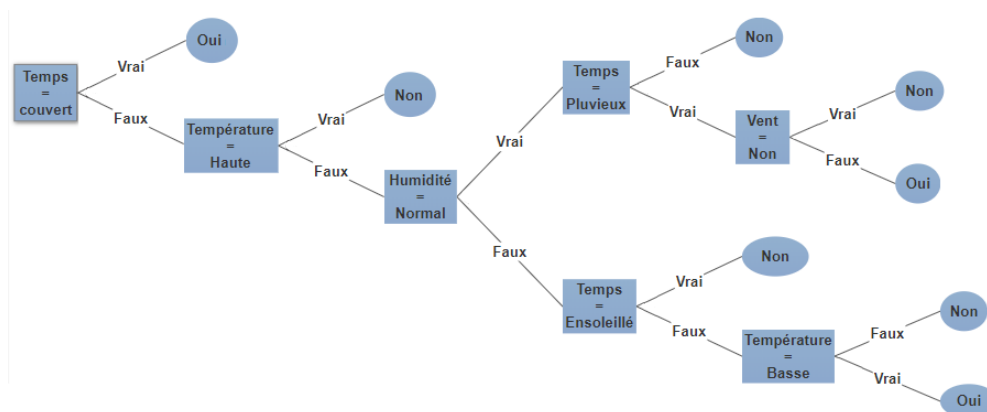 Oui
Vrai
Temps
=
couvert
Faux
Température
=
Haute
Vrai
Non
Faux
Humidité
=
Normal
Vrai
Temps
=
Pluvieux
Faux
Non
Vrai
Vent
=
Non
Vrai
Non
Faux
Oui
Faux
Temps
=
Ensoleillé
Vrai
Non
Faux
Température
=
Basse
Faux
Non
Vrai
Oui